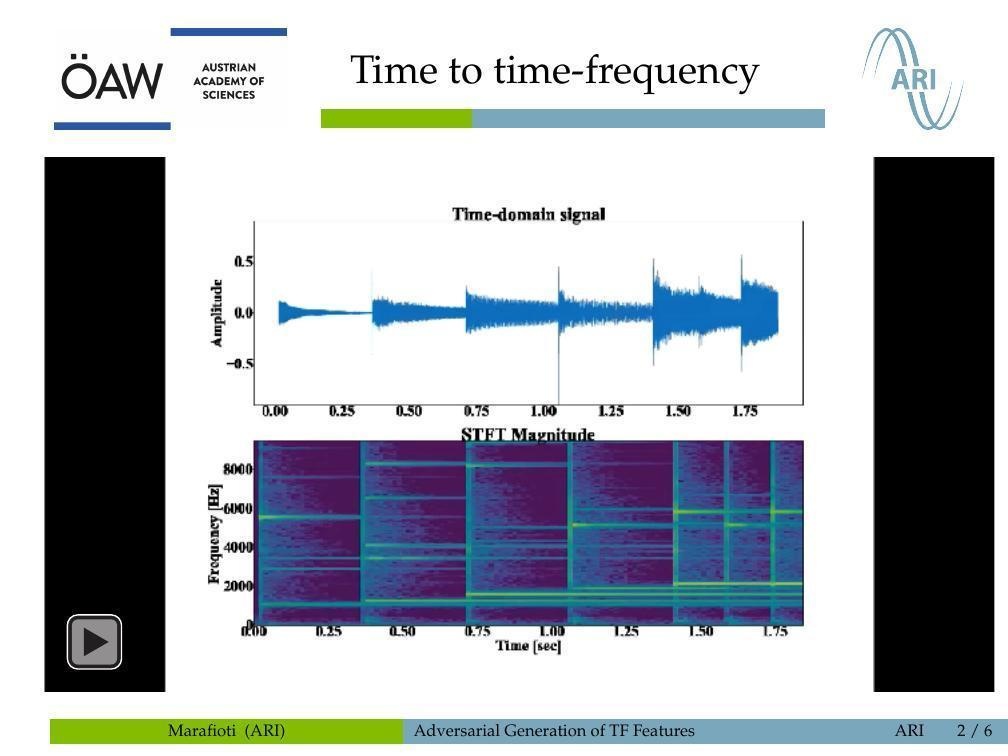 ÖAW
AUSTRIAN
ACADEMY OF
SCIENCES
Time to time-frequency
ARI
Time-domain signal
Amplitude
0.5
0.0
−0.5
0.00 0.25 0.50 0.75 1.00 1.25 1.50 1.75
STFT Magnitude
Frequency [Hz]
8000
6000
4000
2000
0
0.00 0.25 0.50 0.75 1.00 1.25 1.50 1.75
Time [sec]
Marafioti (ARI) Adversarial Generation of TF Features ARI 2 / 6